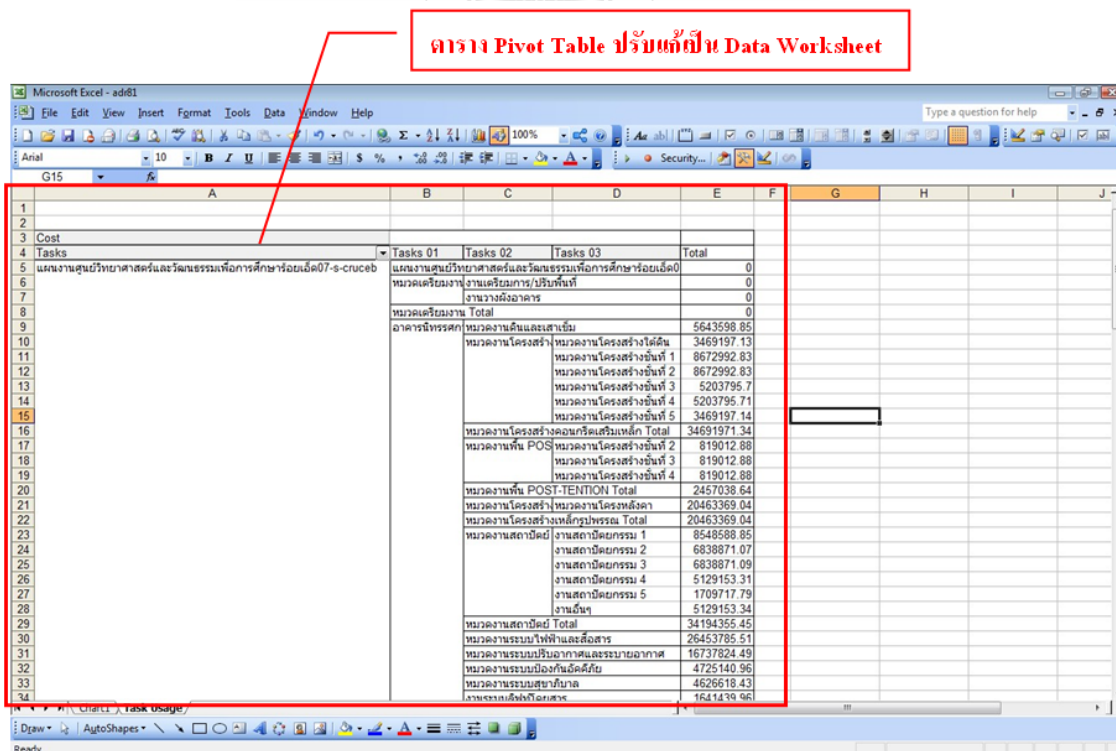 ตาราง Pivot Table ปรับแก้เป็น Data Worksheet
Microsoft Excel - adr81
File Edit View Insert Format Tools Data Window Help Type a question for help
100%
Arial 10 B I U $ % , Security...
G15 fx
A B C D E F G H I J
1
2
3 Cost
4 Tasks Tasks 01 Tasks 02 Tasks 03 Total
5 แผนงานศูนย์วิทยาศาสตร์และวัฒนธรรมเพื่อการศึกษาร้อยเอ็ด07-s-cruceb แผนงานศูนย์วิทยาศาสตร์และวัฒนธรรมเพื่อการศึกษาร้อยเอ็ด0 0
6 หมวดเตรียมงาน งานเตรียมการ/ปรับพื้นที่ 0
7 งานวางผังอาคาร 0
8 หมวดเตรียมงาน Total 0
9 อาคารนิทรรศก หมวดงานดินและเสาเข็ม 5643598.85
10 หมวดงานโครงสร้าง หมวดงานโครงสร้างใต้ดิน 3469197.13
11 หมวดงานโครงสร้างชั้นที่ 1 8672992.83
12 หมวดงานโครงสร้างชั้นที่ 2 8672992.83
13 หมวดงานโครงสร้างชั้นที่ 3 5203795.7
14 หมวดงานโครงสร้างชั้นที่ 4 5203795.71
15 หมวดงานโครงสร้างชั้นที่ 5 3469197.14
16 หมวดงานโครงสร้างคอนกรีตเสริมเหล็ก Total 34691971.34
17 หมวดงานพื้น POS หมวดงานโครงสร้างชั้นที่ 2 819012.88
18 หมวดงานโครงสร้างชั้นที่ 3 819012.88
19 หมวดงานโครงสร้างชั้นที่ 4 819012.88
20 หมวดงานพื้น POST-TENTION Total 2457038.64
21 หมวดงานโครงสร้าง หมวดงานโครงหลังคา 20463369.04
22 หมวดงานโครงสร้างเหล็กรูปพรรณ Total 20463369.04
23 หมวดงานสถาปัตย์ งานสถาปัตยกรรม 1 8548588.85
24 งานสถาปัตยกรรม 2 6838871.07
25 งานสถาปัตยกรรม 3 6838871.09
26 งานสถาปัตยกรรม 4 5129153.31
27 งานสถาปัตยกรรม 5 1709717.79
28 งานอื่นๆ 5129153.34
29 หมวดงานสถาปัตย์ Total 34194355.45
30 หมวดงานระบบไฟฟ้าและสื่อสาร 26453785.51
31 หมวดงานระบบปรับอากาศและระบายอากาศ 16737824.49
32 หมวดงานระบบป้องกันอัคคีภัย 4725140.96
33 หมวดงานระบบสุขาภิบาล 4626618.43
34 งานระบบลิฟท์โดยสาร 1641439.96
Chart1 Task Usage
Draw AutoShapes
Ready